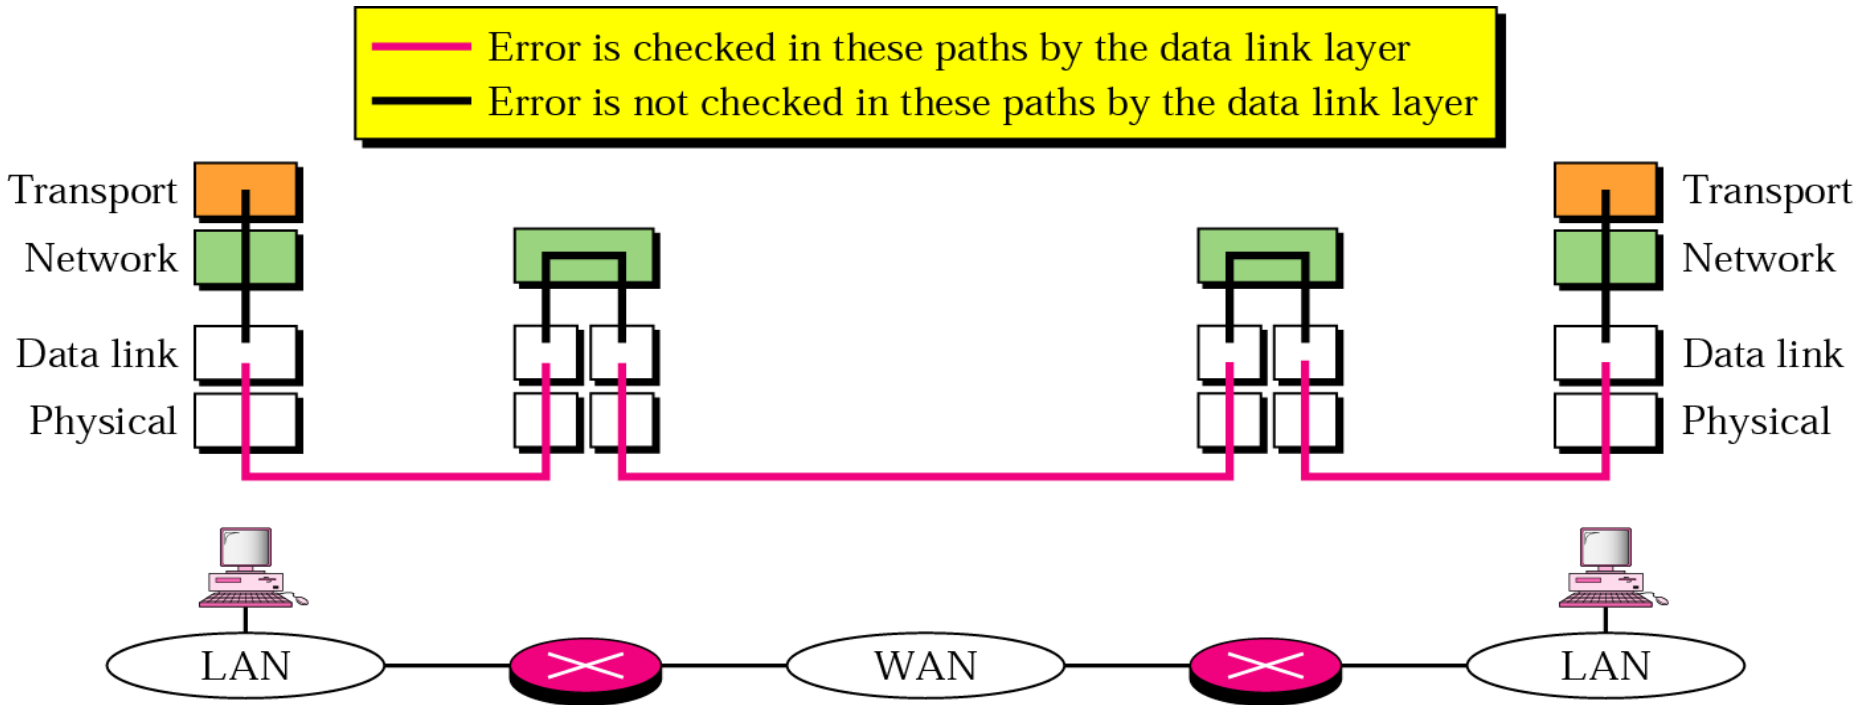 Error is checked in these paths by the data link layer
Error is not checked in these paths by the data link layer
Transport
Transport
Network
Network
Data link
Data link
Physical
Physical
LAN
WAN
LAN